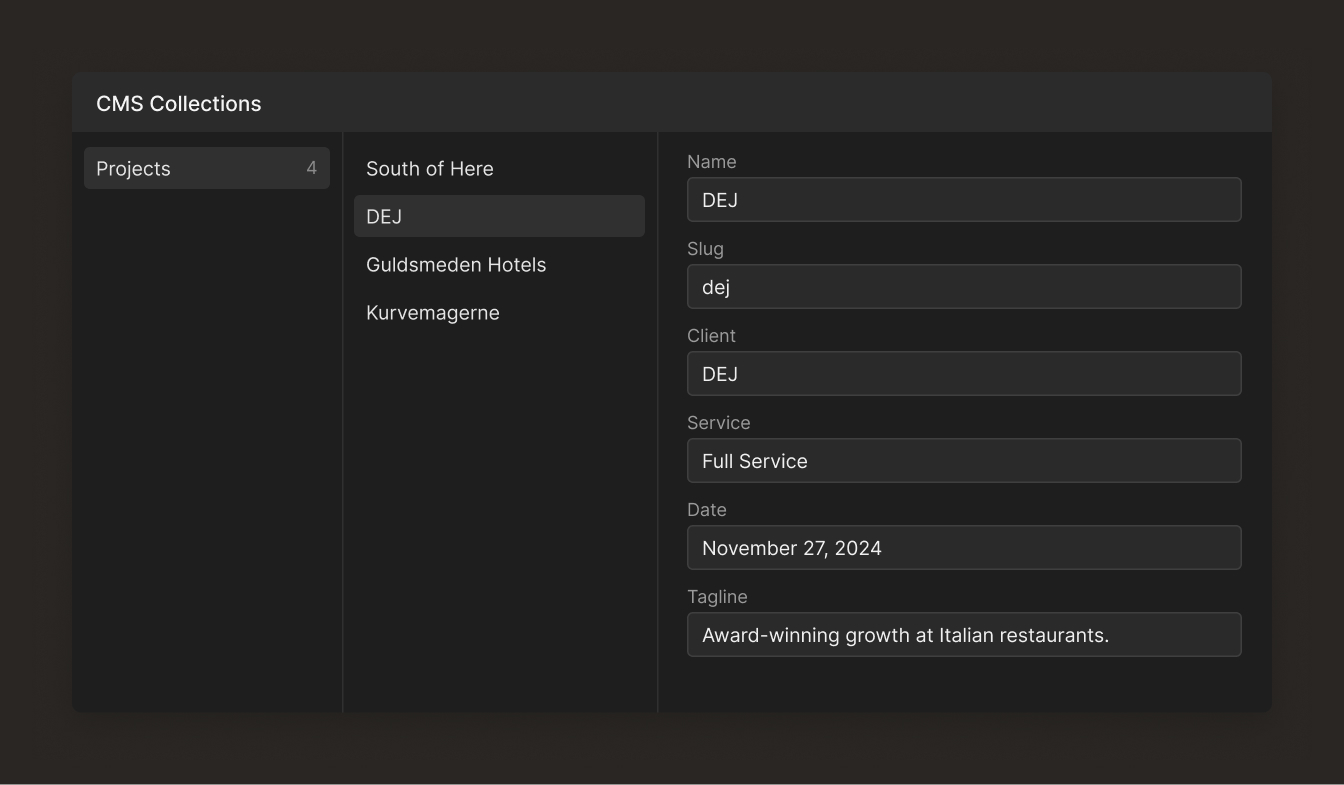 CMS Collections
Projects 4
South of Here
DEJ
Guldsmeden Hotels
Kurvemagerne
Name
DEJ
Slug
dej
Client
DEJ
Service
Full Service
Date
November 27, 2024
Tagline
Award-winning growth at Italian restaurants.